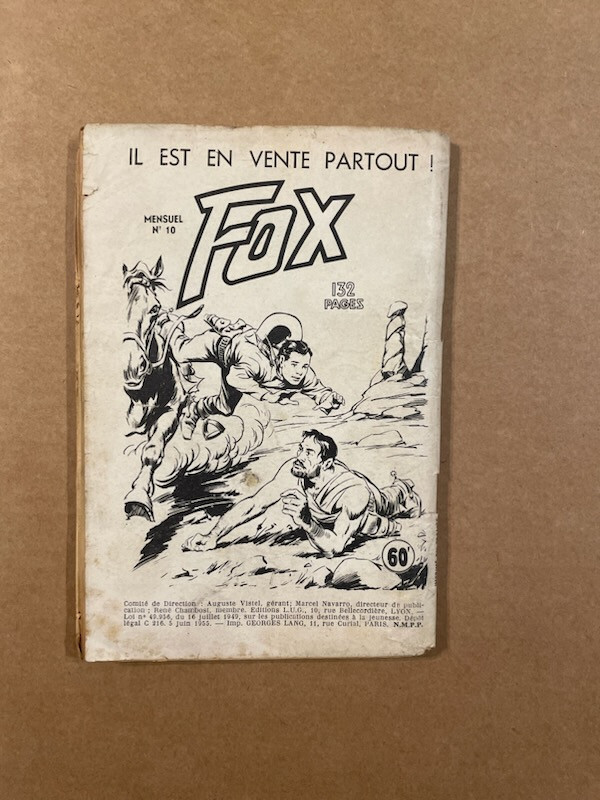 IL EST EN VENTE PARTOUT !
MENSUEL
N° 10
FOX
132
PAGES
60f
Comité de Direction : Auguste Vistel, gérant; Marcel Navarro, directeur de publi-
cation ; René Chambost, membre. Editions L.U.G., 10, rue Bellecordière, LYON. —
Loi n° 49.956, du 16 juillet 1949, sur les publications destinées à la jeunesse. Dépôt
légal C 216. 5 juin 1955. — Imp. GEORGES LANG, 11, rue Curial, PARIS. N.M.P.P.